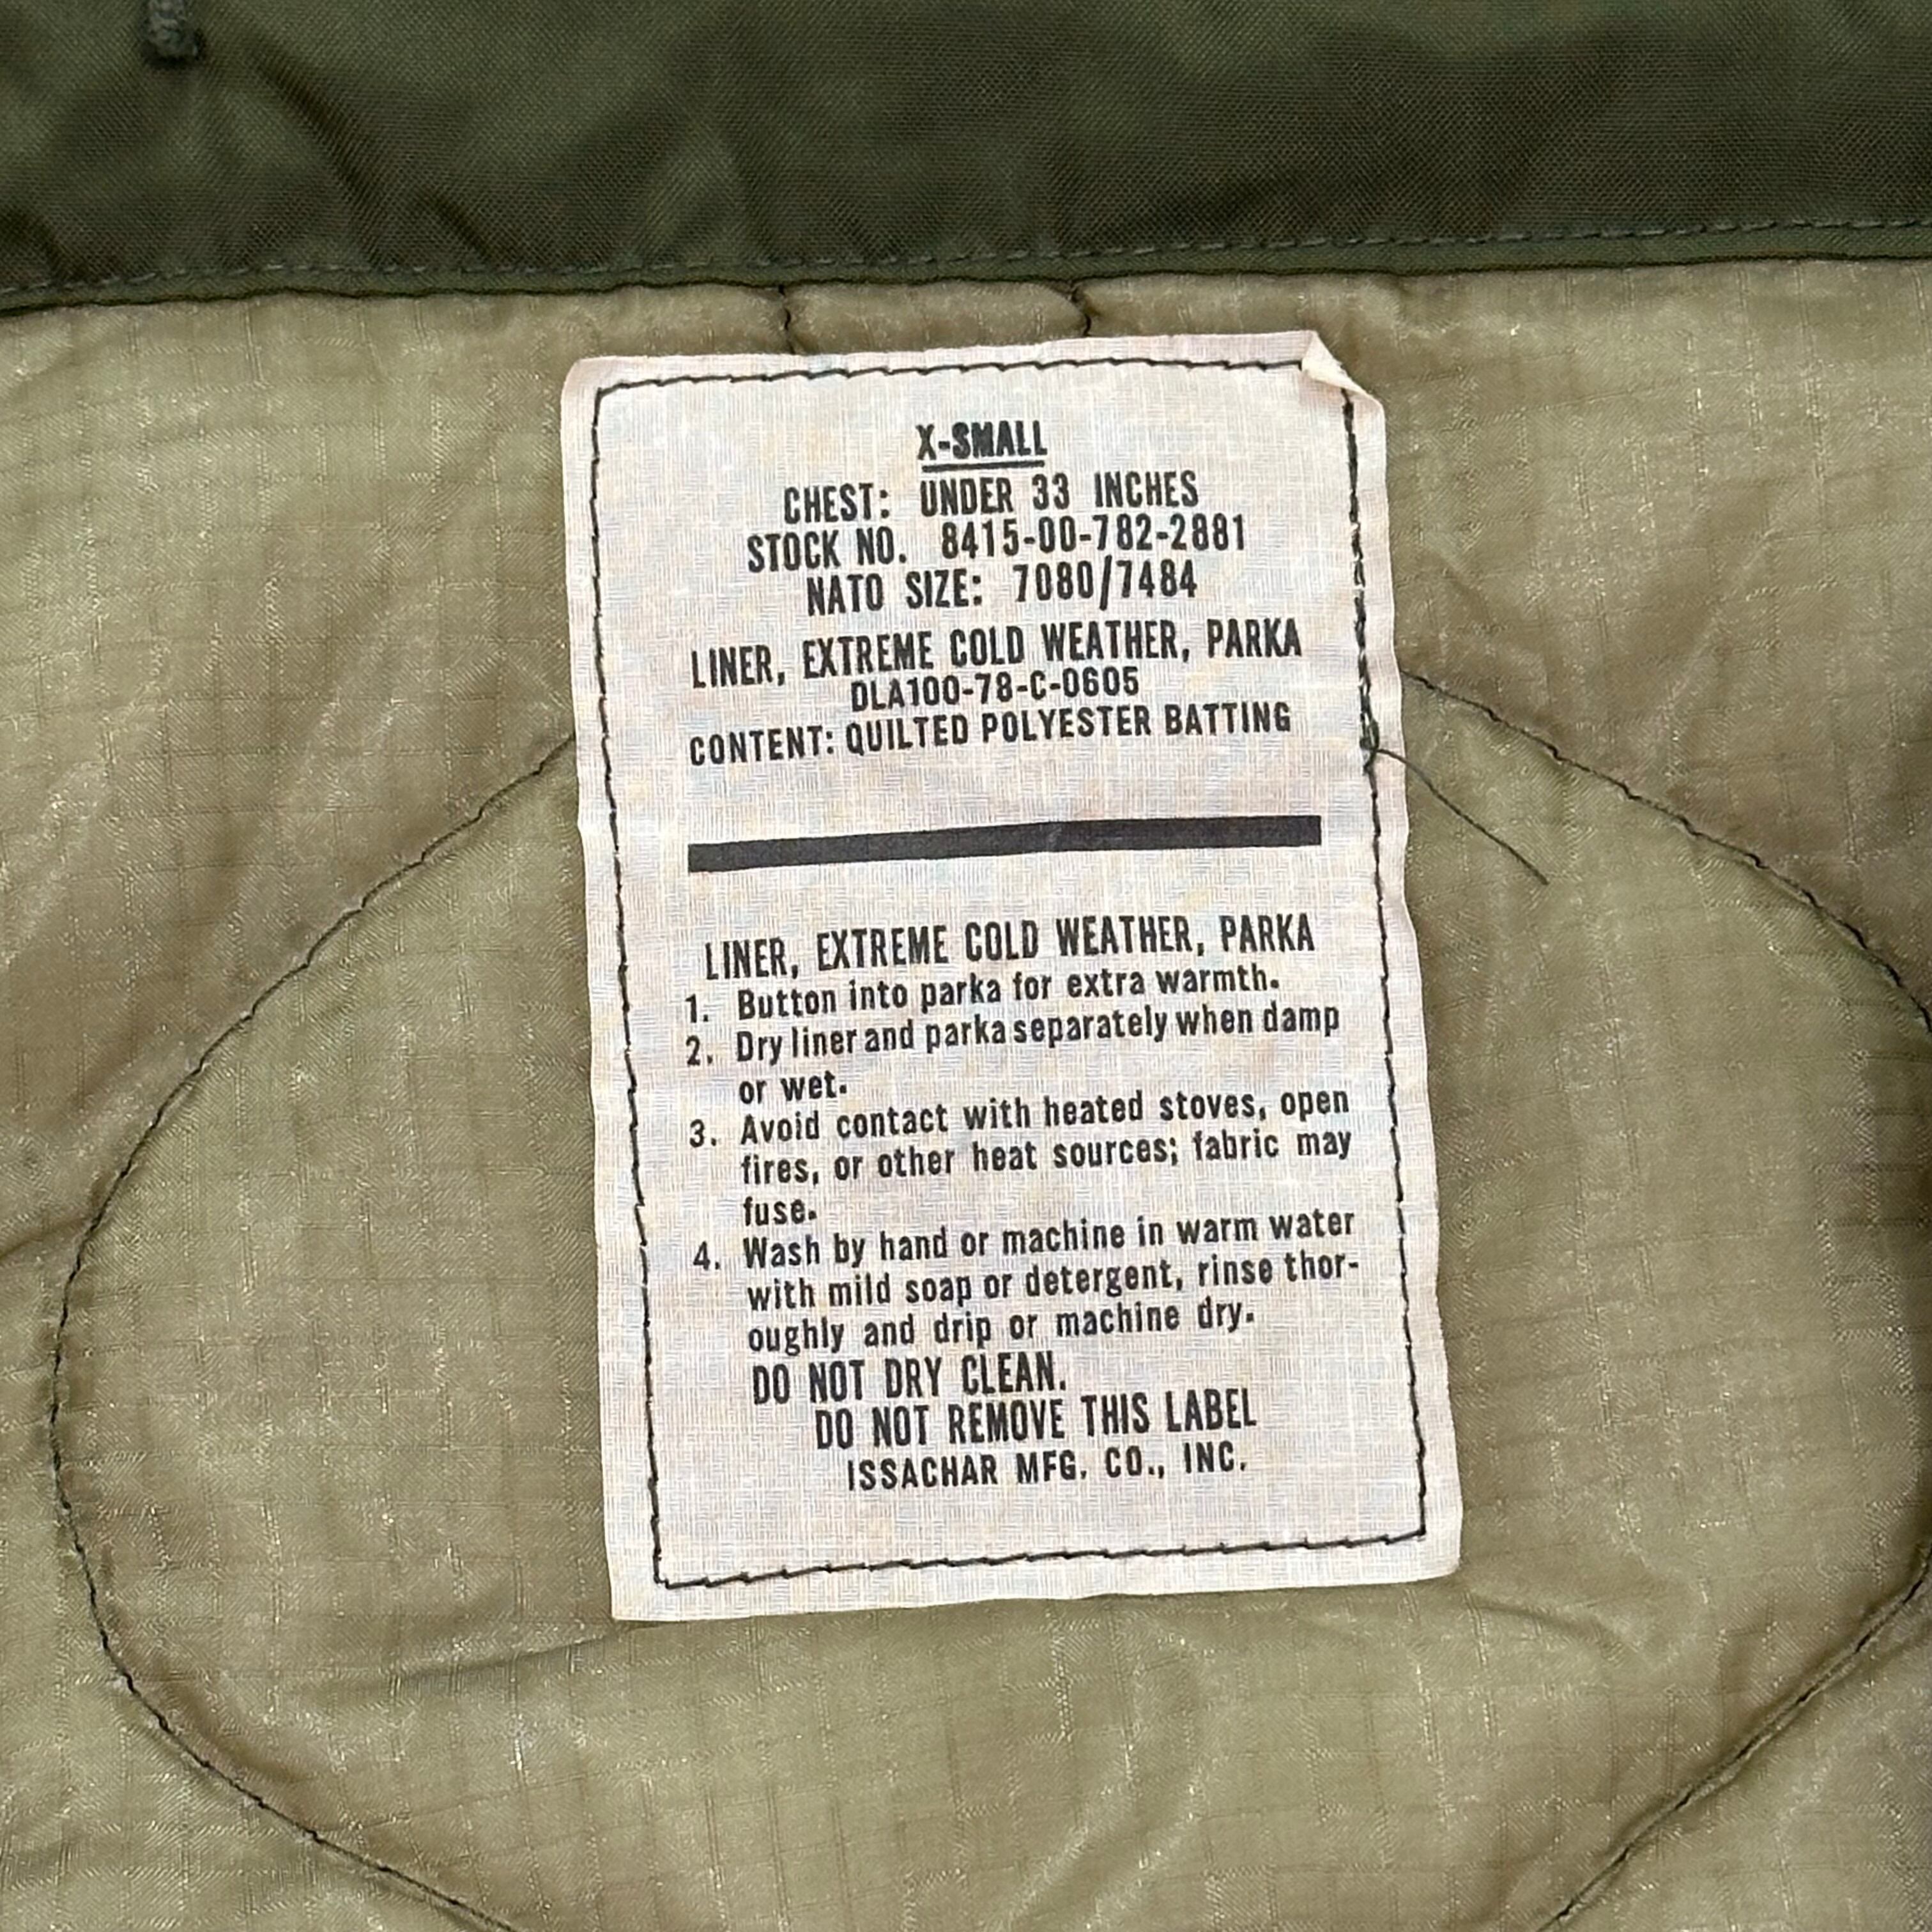 X-SMALL
CHEST: UNDER 33 INCHES
STOCK NO. 8415-00-782-2881
NATO SIZE: 7080/7484
LINER, EXTREME COLD WEATHER, PARKA
DLA100-78-C-0605
CONTENT: QUILTED POLYESTER BATTING
LINER, EXTREME COLD WEATHER, PARKA
1. Button into parka for extra warmth.
2. Dry liner and parka separately when damp
or wet.
3. Avoid contact with heated stoves, open
fires, or other heat sources; fabric may
fuse.
4. Wash by hand or machine in warm water
with mild soap or detergent, rinse thor-
oughly and drip or machine dry.
DO NOT DRY CLEAN.
DO NOT REMOVE THIS LABEL
ISSACHAR MFG. CO., INC.